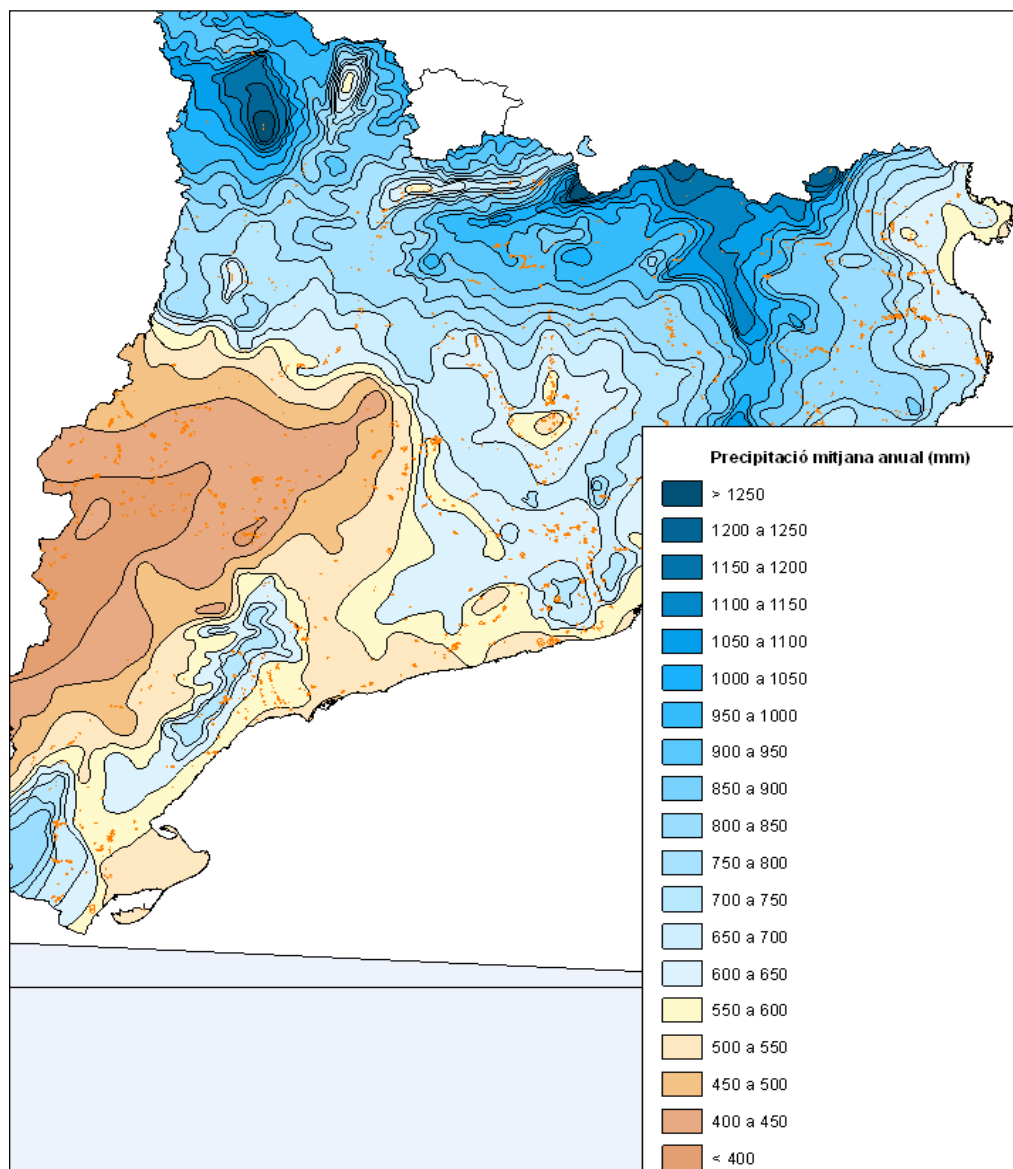 Precipitació mitjana anual (mm)
> 1250
1200 a 1250
1150 a 1200
1100 a 1150
1050 a 1100
1000 a 1050
950 a 1000
900 a 950
850 a 900
800 a 850
750 a 800
700 a 750
650 a 700
600 a 650
550 a 600
500 a 550
450 a 500
400 a 450
< 400